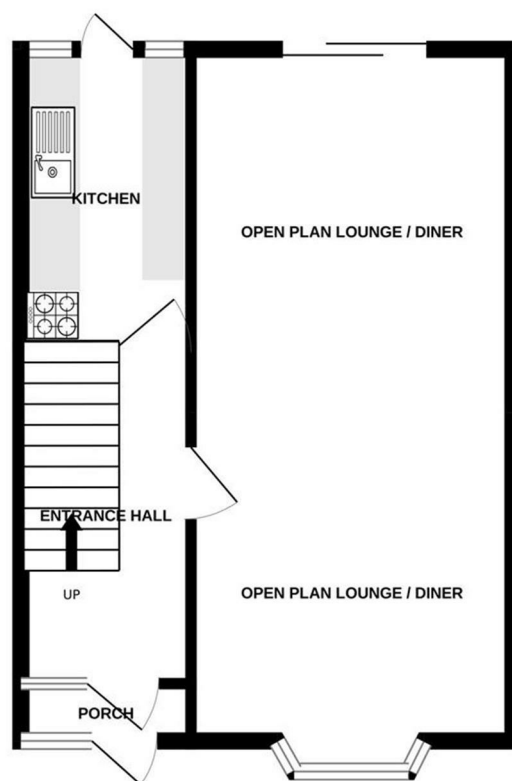 KITCHEN
OPEN PLAN LOUNGE / DINER
ENTRANCE HALL
UP
OPEN PLAN LOUNGE / DINER
PORCH